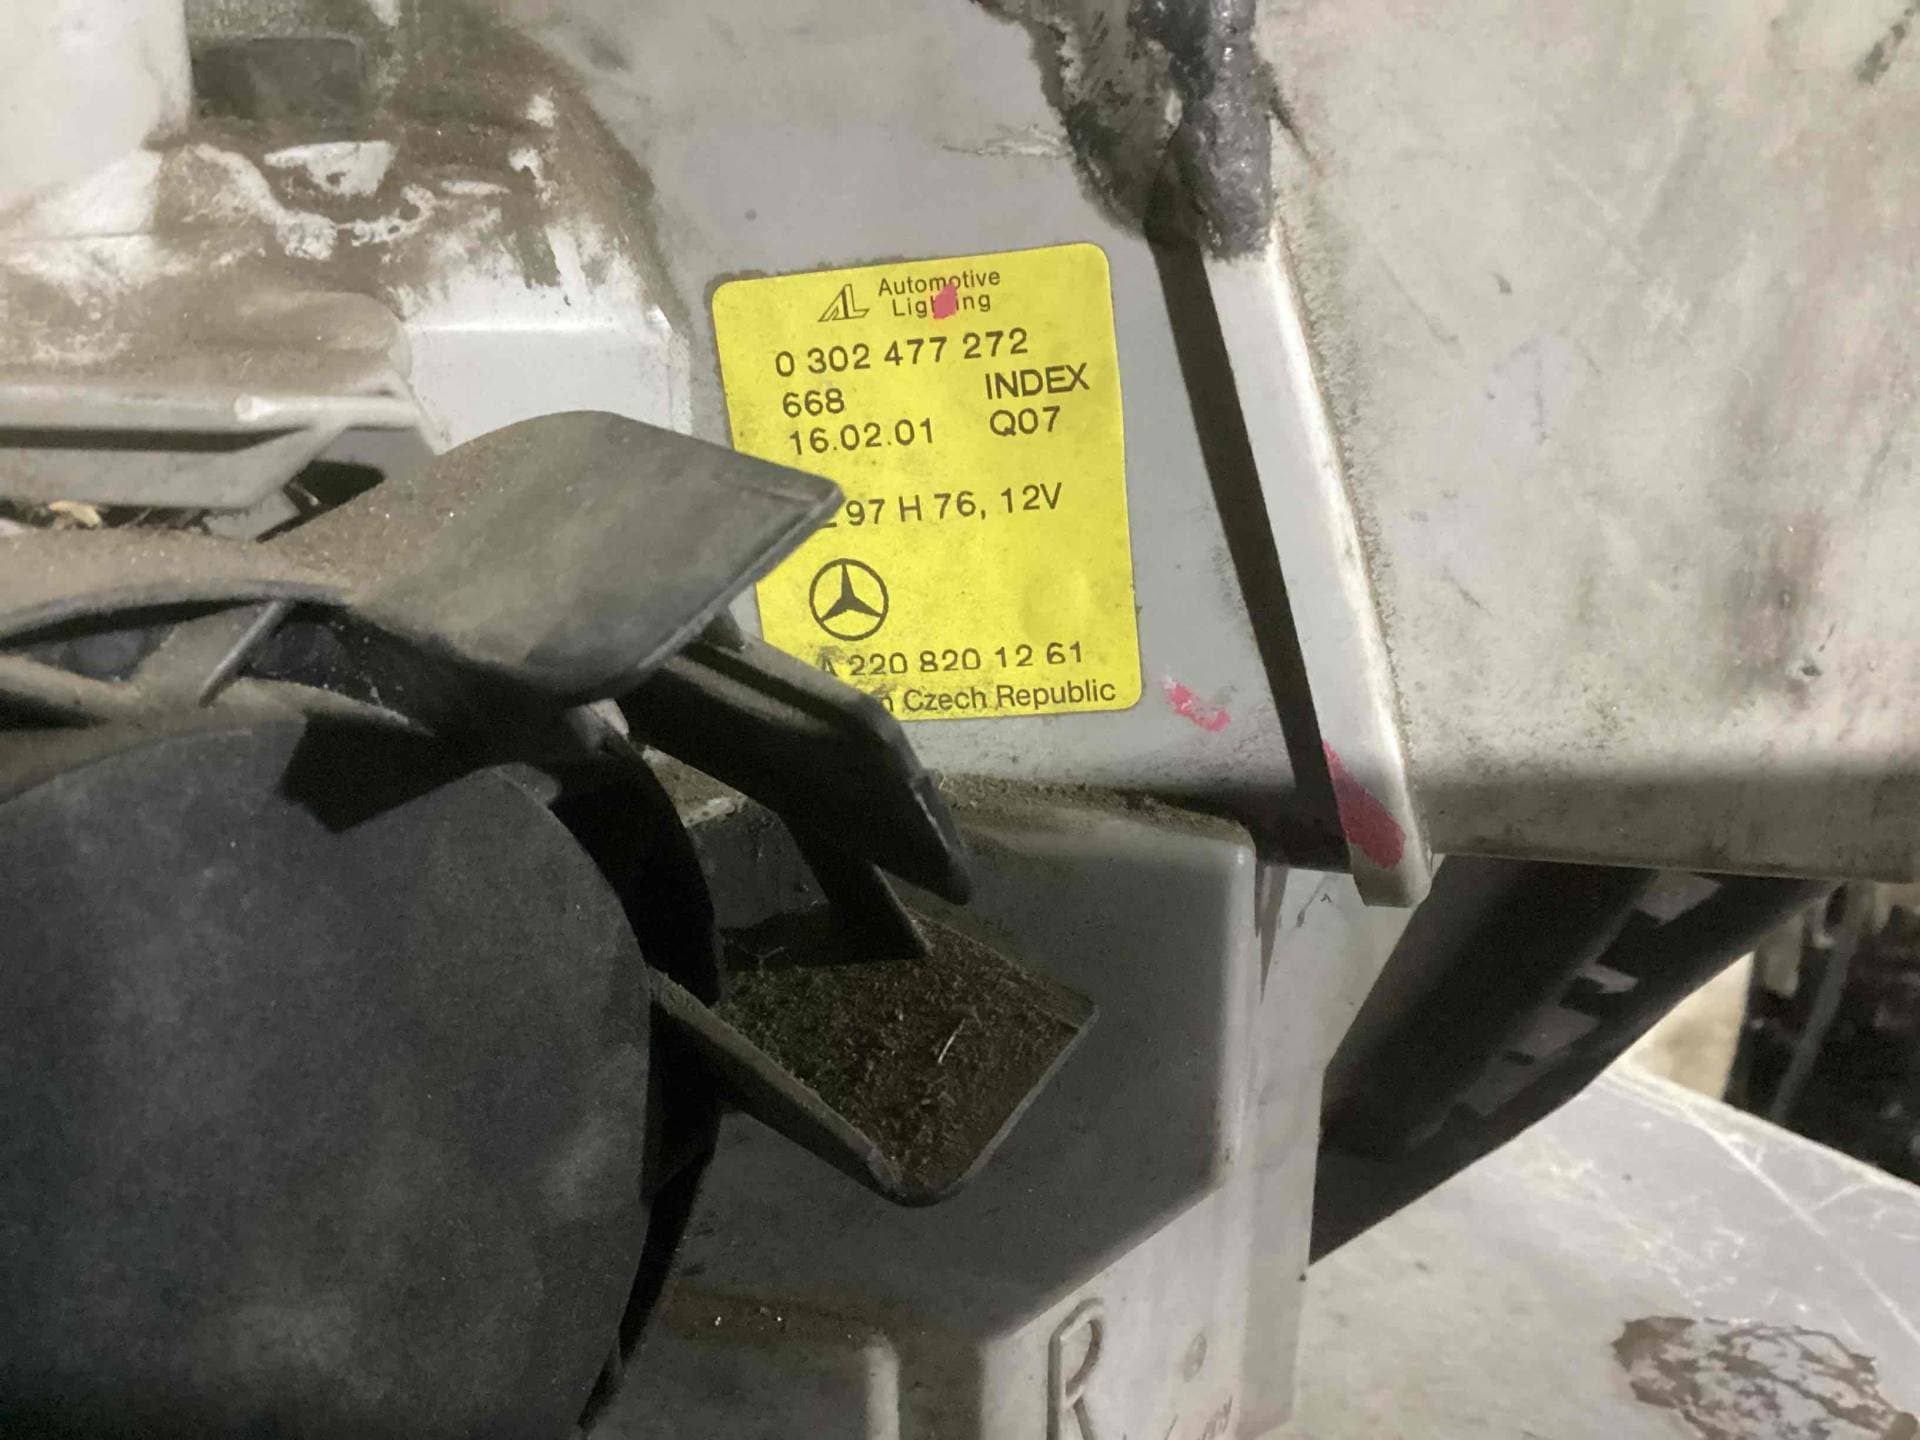 AL Automotive
Lighting
0 302 477 272
668 INDEX
16.02.01 Q07
97 H 76, 12V
A 220 820 12 61
Czech Republic
R